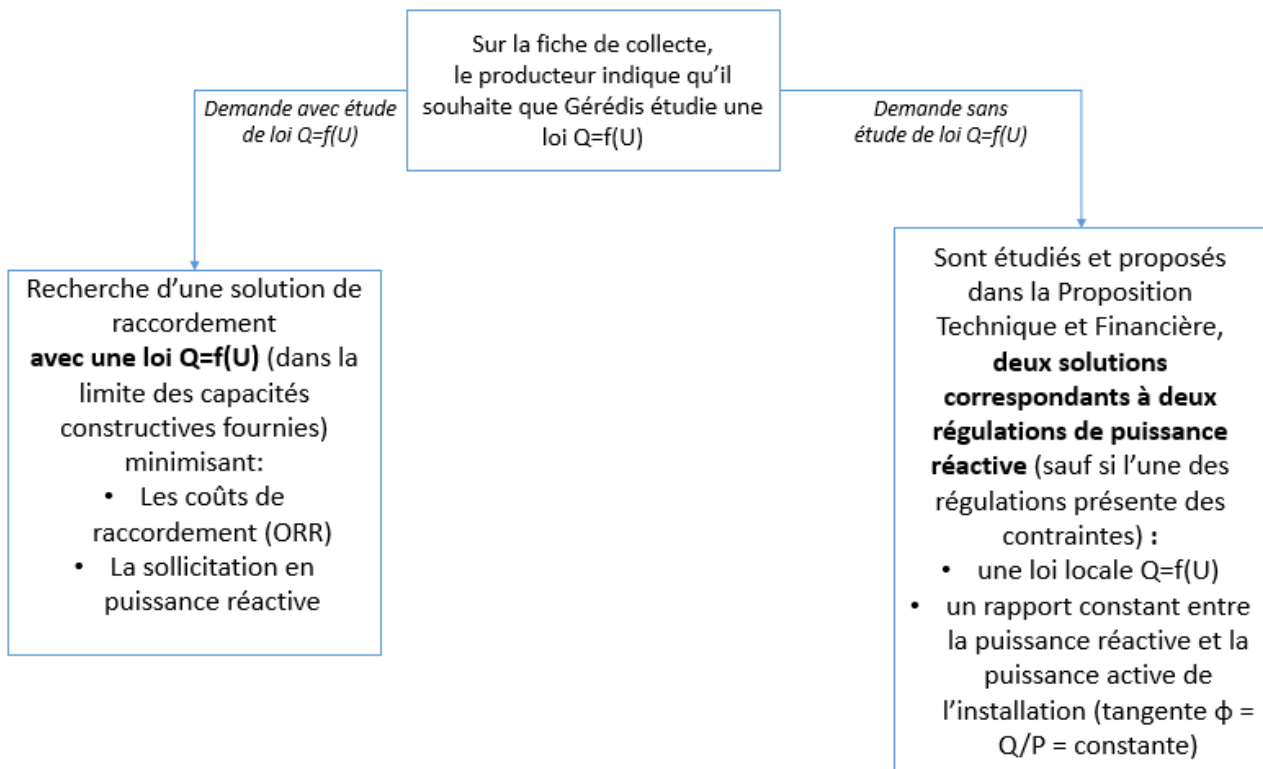 Sur la fiche de collecte,
le producteur indique qu'il
souhaite que Gérédis étudie une
loi Q=f(U)
Demande avec étude
de loi Q=f(U)
Demande sans
étude de loi Q=f(U)
Recherche d'une solution de
raccordement
avec une loi Q=f(U) (dans la
limite des capacités
constructives fournies)
minimisant:
• Les coûts de
raccordement (ORR)
• La sollicitation en
puissance réactive
Sont étudiés et proposés
dans la Proposition
Technique et Financière,
deux solutions
correspondants à deux
régulations de puissance
réactive (sauf si l'une des
régulations présente des
contraintes) :
• une loi locale Q=f(U)
• un rapport constant entre
la puissance réactive et la
puissance active de
l'installation (tangente ϕ =
Q/P = constante)